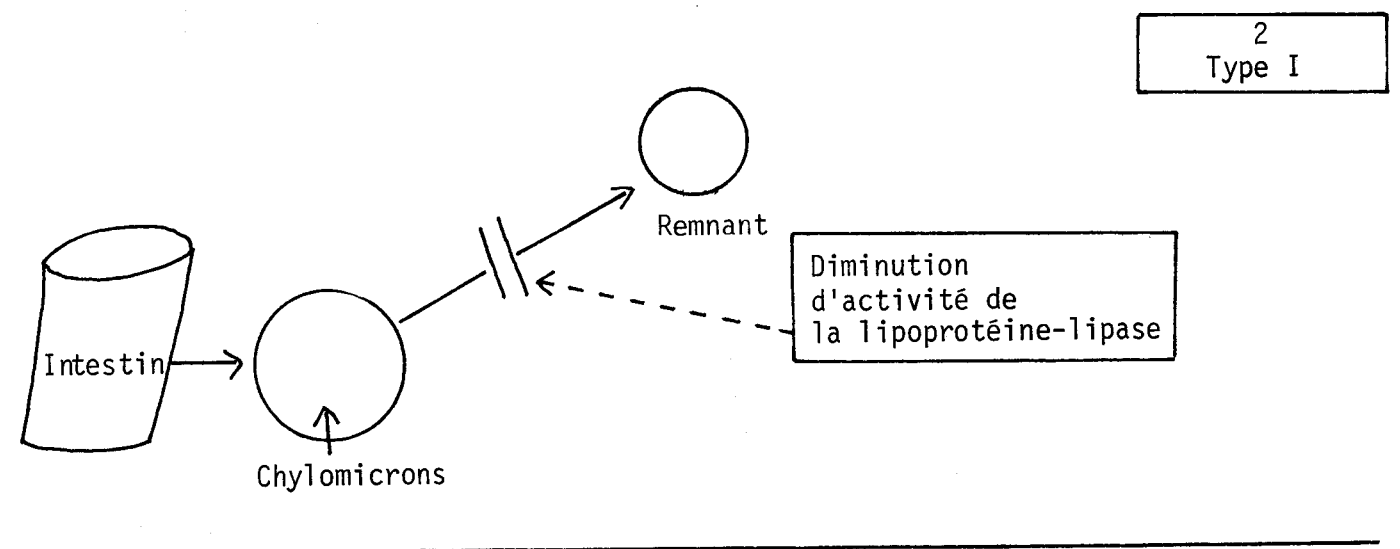 2
Type I
Remnant
Diminution
d'activité de
la lipoprotéine-lipase
Intestin
Chylomicrons